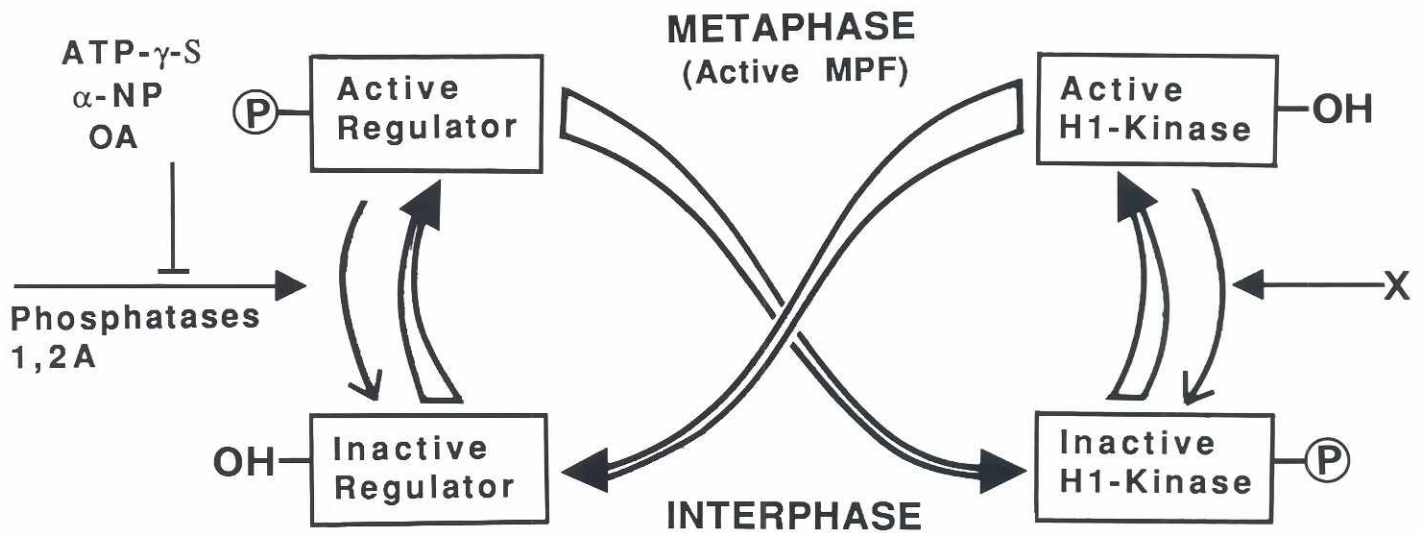 ATP-γ-S
α-NP
OA
P
Active
Regulator
METAPHASE
(Active MPF)
Active
H1-Kinase
OH
Phosphatases
1,2A
X
OH
Inactive
Regulator
INTERPHASE
Inactive
H1-Kinase
P